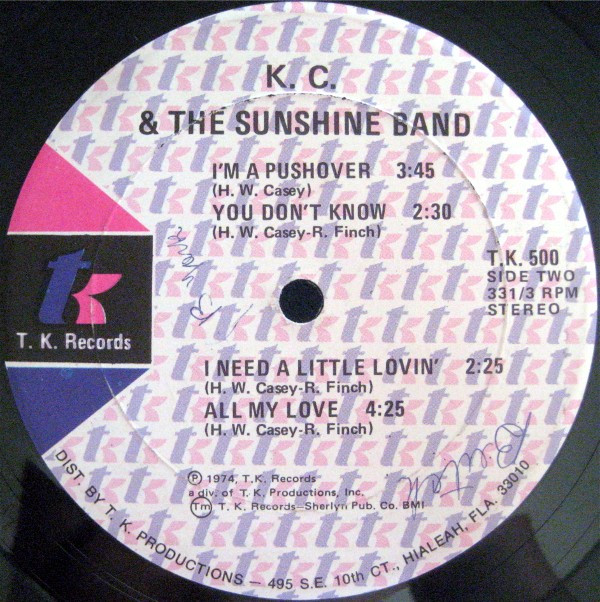 K. C.
& THE SUNSHINE BAND
I'M A PUSHOVER 3:45
(H. W. Casey)
YOU DON'T KNOW 2:30
(H. W. Casey-R. Finch)
T.K. 500
SIDE TWO
331/3 RPM
STEREO
tk
T. K. Records
I NEED A LITTLE LOVIN' 2:25
(H. W. Casey-R. Finch)
ALL MY LOVE 4:25
(H. W. Casey-R. Finch)
Ⓟ 1974, T.K. Records
a div. of T. K. Productions, Inc.
Tm T. K. Records—Sherlyn Pub. Co. BMI
DIST. BY T. K. PRODUCTIONS — 495 S.E. 10th CT., HIALEAH, FLA. 33010